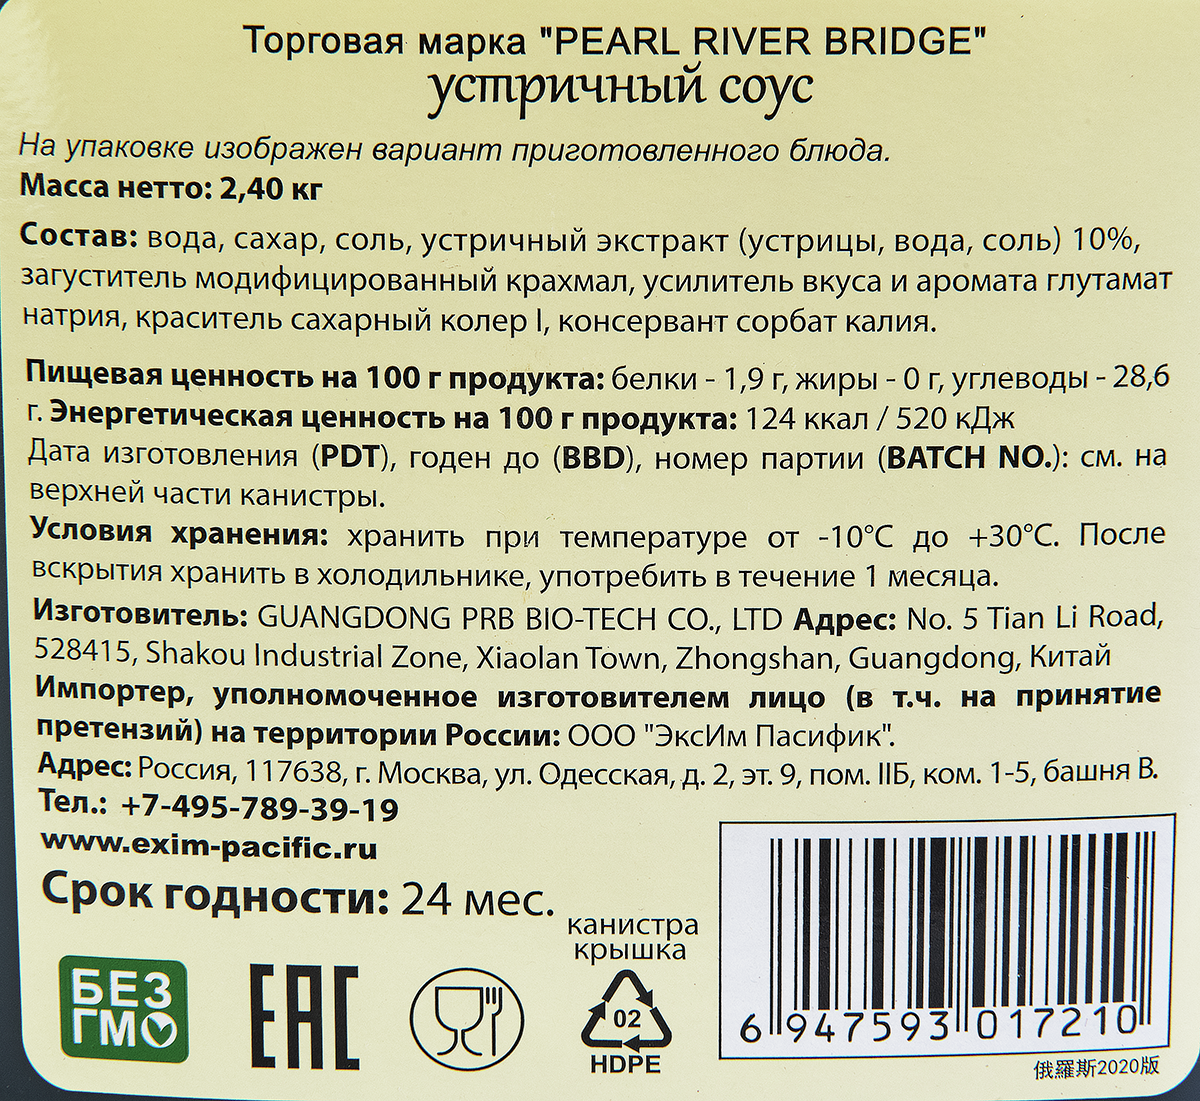 Торговая марка "PEARL RIVER BRIDGE"
устричный соус
На упаковке изображен вариант приготовленного блюда.
Масса нетто: 2,40 кг
Состав: вода, сахар, соль, устричный экстракт (устрицы, вода, соль) 10%,
загуститель модифицированный крахмал, усилитель вкуса и аромата глутамат
натрия, краситель сахарный колер I, консервант сорбат калия.
Пищевая ценность на 100 г продукта: белки - 1,9 г, жиры - 0 г, углеводы - 28,6
г. Энергетическая ценность на 100 г продукта: 124 ккал / 520 кДж
Дата изготовления (PDT), годен до (BBD), номер партии (BATCH NO.): см. на
верхней части канистры.
Условия хранения: хранить при температуре от -10°C до +30°C. После
вскрытия хранить в холодильнике, употребить в течение 1 месяца.
Изготовитель: GUANGDONG PRB BIO-TECH CO., LTD Адрес: No. 5 Tian Li Road,
528415, Shakou Industrial Zone, Xiaolan Town, Zhongshan, Guangdong, Китай
Импортер, уполномоченное изготовителем лицо (в т.ч. на принятие
претензий) на территории России: ООО "ЭксИм Пасифик".
Адрес: Россия, 117638, г. Москва, ул. Одесская, д. 2, эт. 9, пом. IIБ, ком. 1-5, башня В.
Тел.: +7-495-789-39-19
www.exim-pacific.ru
Срок годности: 24 мес.
канистра
крышка
БЕЗ
ГМО
EAC
02
HDPE
6 947593 017210
俄羅斯2020版